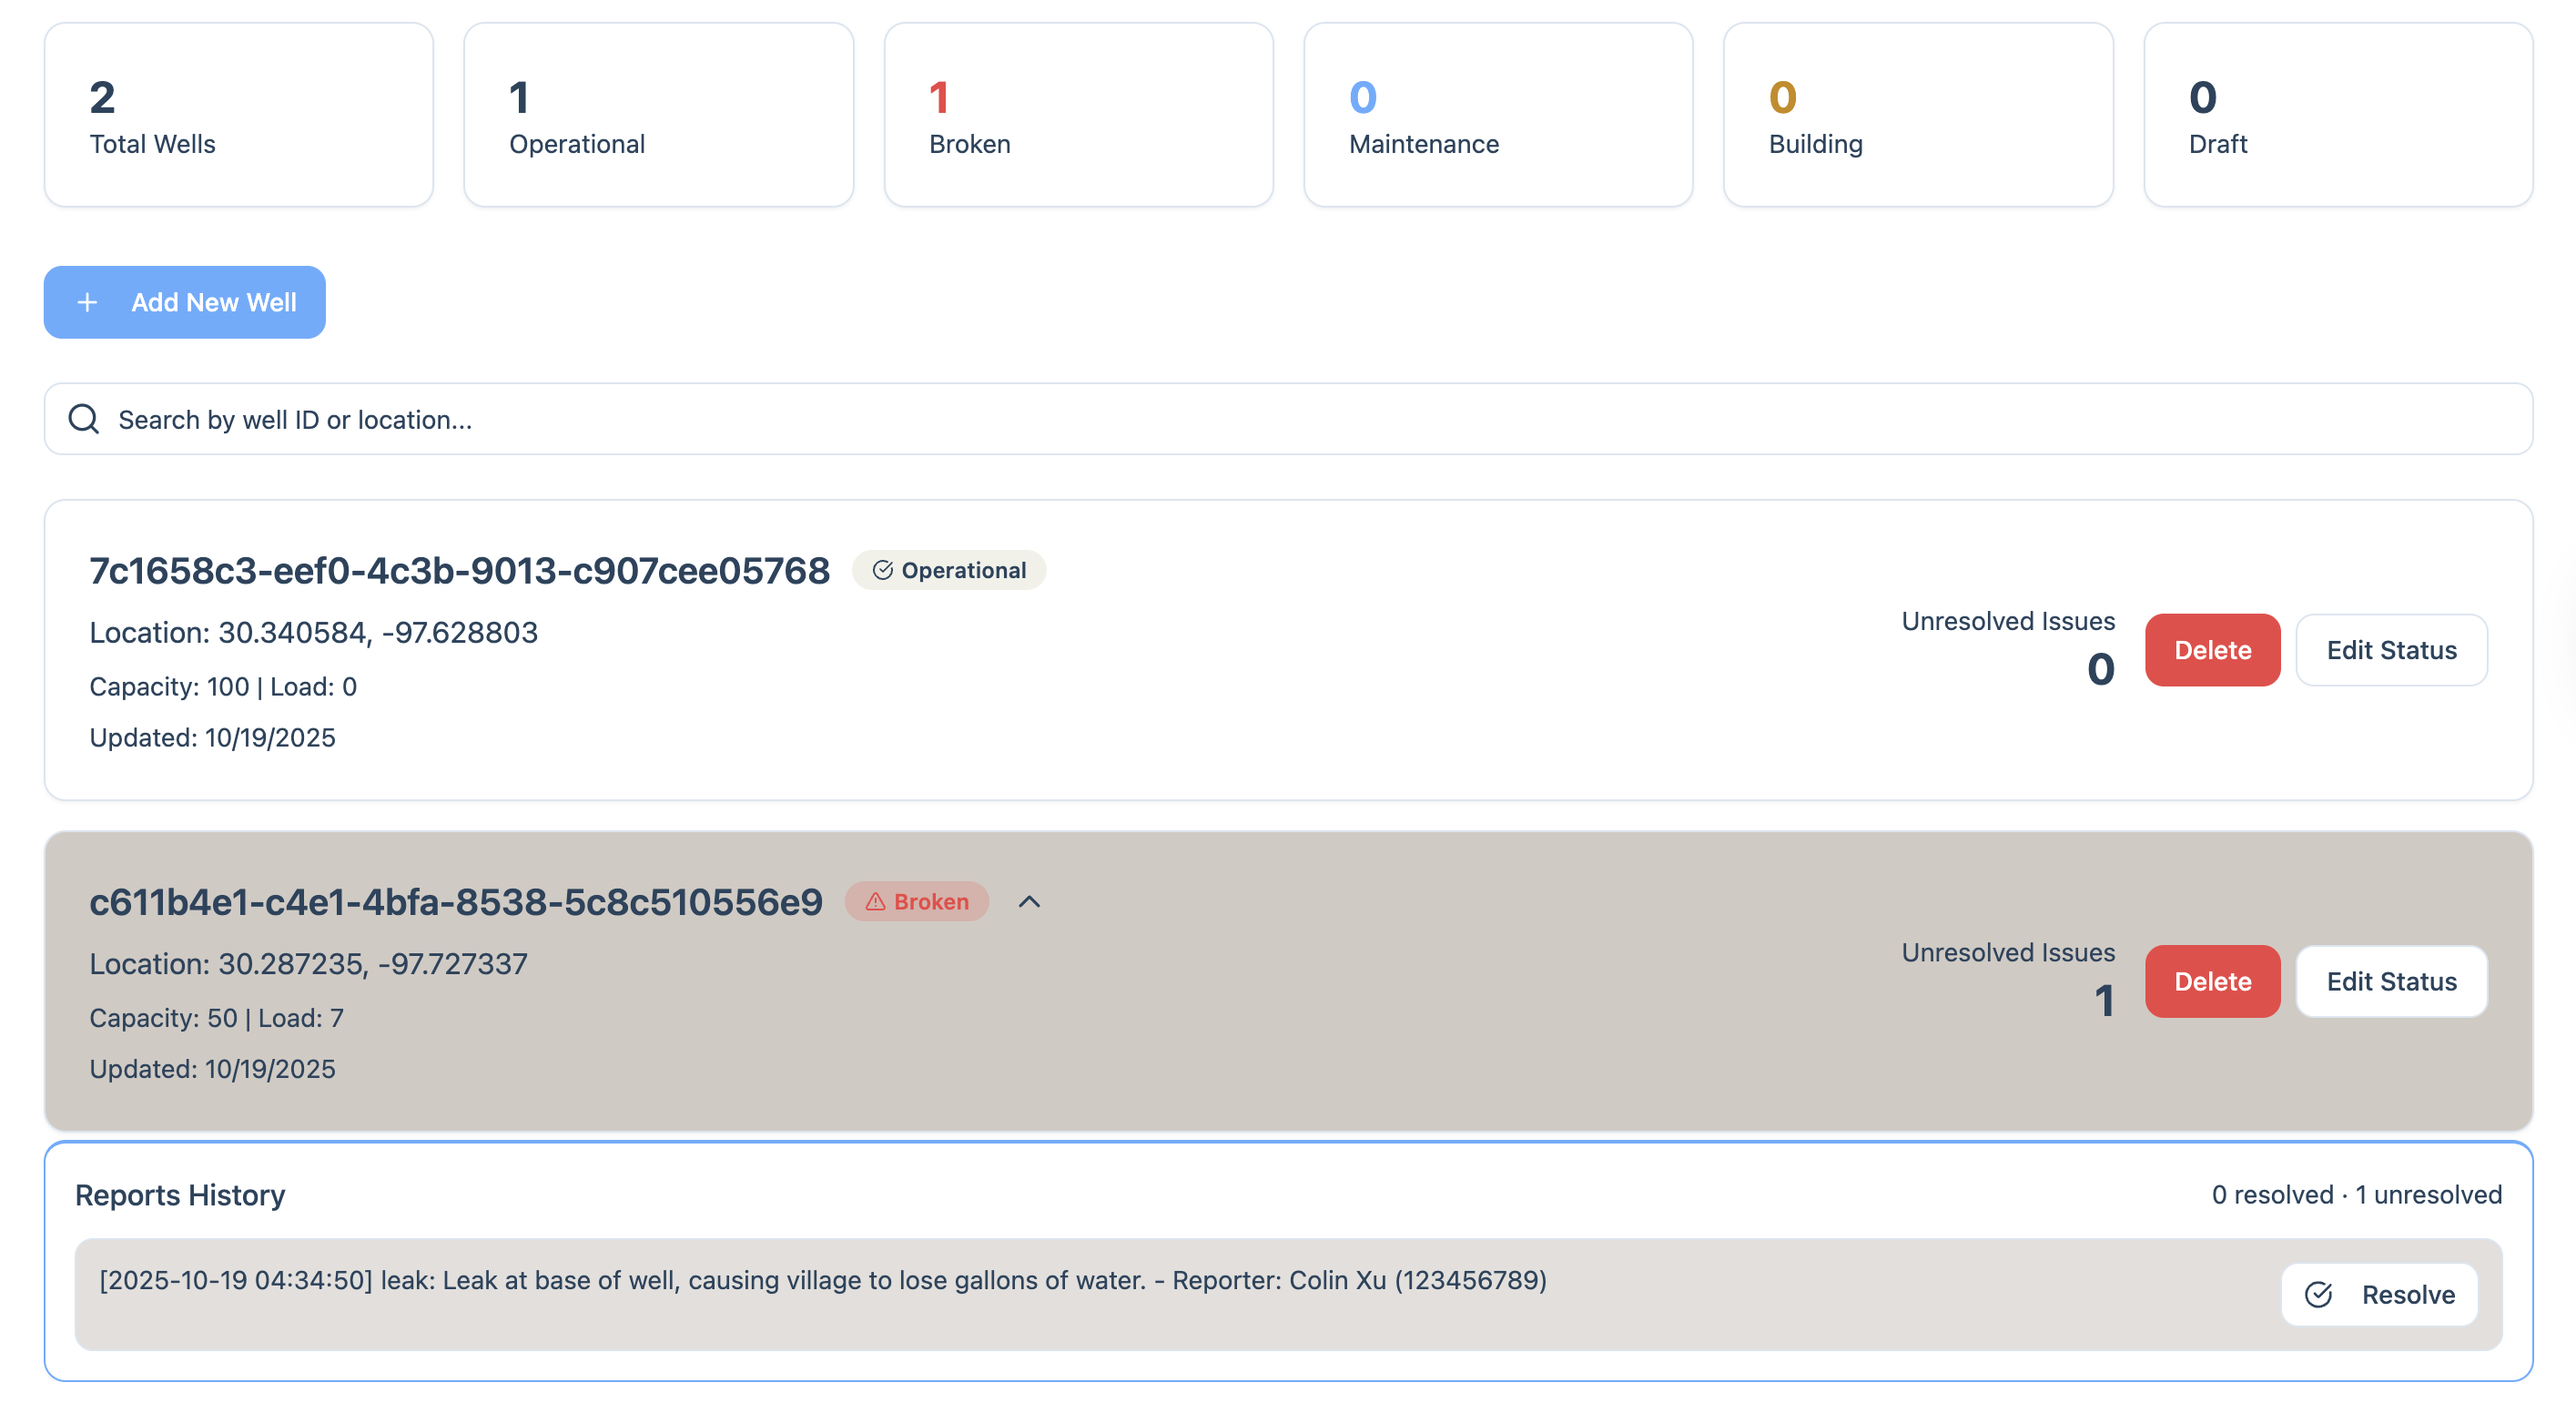 2
Total Wells
1
Operational
1
Broken
0
Maintenance
0
Building
0
Draft
+ Add New Well
Search by well ID or location...
7c1658c3-eef0-4c3b-9013-c907cee05768 Operational
Location: 30.340584, -97.628803
Capacity: 100 | Load: 0
Updated: 10/19/2025
Unresolved Issues
0
Delete
Edit Status
c611b4e1-c4e1-4bfa-8538-5c8c510556e9 Broken
Location: 30.287235, -97.727337
Capacity: 50 | Load: 7
Updated: 10/19/2025
Unresolved Issues
1
Delete
Edit Status
Reports History
0 resolved · 1 unresolved
[2025-10-19 04:34:50] leak: Leak at base of well, causing village to lose gallons of water. - Reporter: Colin Xu (123456789)
Resolve